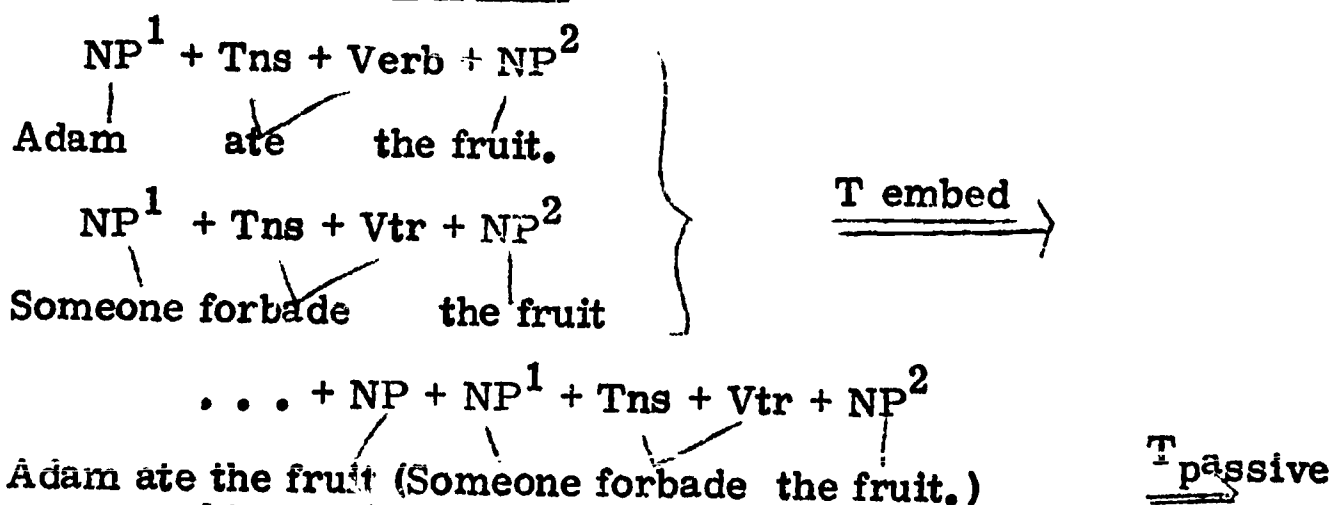 NP¹ + Tns + Verb + NP²
Adam ate the fruit.
NP¹ + Tns + Vtr + NP²
Someone forbade the fruit
T embed
. . . + NP + NP¹ + Tns + Vtr + NP²
Adam ate the fruit (Someone forbade the fruit.)
T passive